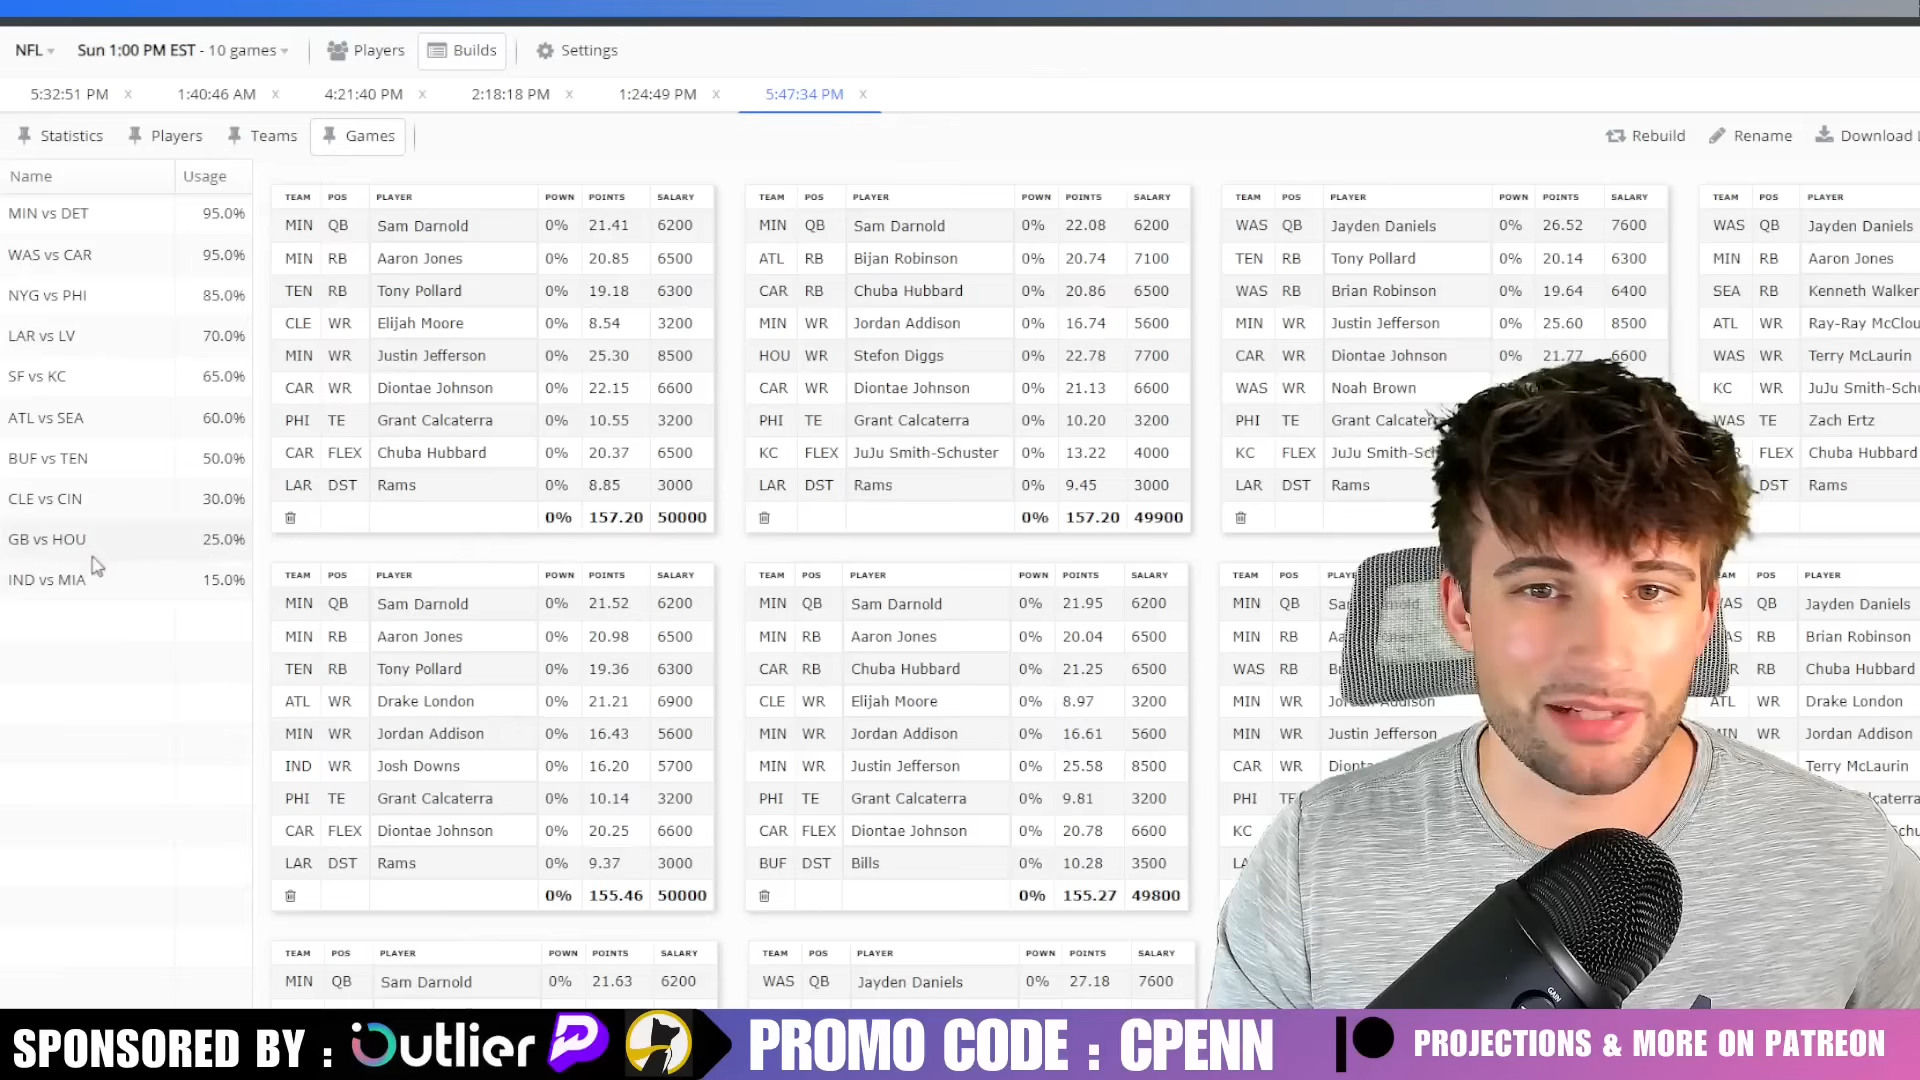 NFL Sun 1:00 PM EST - 10 games Players Builds Settings
5:32:51 PM x 1:40:46 AM x 4:21:40 PM x 2:18:18 PM x 1:24:49 PM x 5:47:34 PM x
Statistics Players Teams Games Rebuild Rename Download
Name Usage
MIN vs DET 95.0%
WAS vs CAR 95.0%
NYG vs PHI 85.0%
LAR vs LV 70.0%
SF vs KC 65.0%
ATL vs SEA 60.0%
BUF vs TEN 50.0%
CLE vs CIN 30.0%
GB vs HOU 25.0%
IND vs MIA 15.0%
TEAM POS PLAYER POWN POINTS SALARY
MIN QB Sam Darnold 0% 21.41 6200
MIN RB Aaron Jones 0% 20.85 6500
TEN RB Tony Pollard 0% 19.18 6300
CLE WR Elijah Moore 0% 8.54 3200
MIN WR Justin Jefferson 0% 25.30 8500
CAR WR Diontae Johnson 0% 22.15 6600
PHI TE Grant Calcaterra 0% 10.55 3200
CAR FLEX Chuba Hubbard 0% 20.37 6500
LAR DST Rams 0% 8.85 3000
0% 157.20 50000
TEAM POS PLAYER POWN POINTS SALARY
MIN QB Sam Darnold 0% 22.08 6200
ATL RB Bijan Robinson 0% 20.74 7100
CAR RB Chuba Hubbard 0% 20.86 6500
MIN WR Jordan Addison 0% 16.74 5600
HOU WR Stefon Diggs 0% 22.78 7700
CAR WR Diontae Johnson 0% 21.13 6600
PHI TE Grant Calcaterra 0% 10.20 3200
KC FLEX JuJu Smith-Schuster 0% 13.22 4000
LAR DST Rams 0% 9.45 3000
0% 157.20 49900
TEAM POS PLAYER POWN POINTS SALARY
WAS QB Jayden Daniels 0% 26.52 7600
TEN RB Tony Pollard 0% 20.14 6300
WAS RB Brian Robinson 0% 19.64 6400
MIN WR Justin Jefferson 0% 25.60 8500
CAR WR Diontae Johnson 0% 21.77 6600
WAS WR Noah Brown
PHI TE Grant
KC FLEX JuJu
LAR DST Rams
TEAM POS PLAYER
WAS QB Jayden Daniels
MIN RB Aaron Jones
SEA RB Kenneth Walker
ATL WR Ray-Ray
WAS WR Terry McLaurin
KC WR JuJu
WAS TE Zach Ertz
FLEX Chuba Hubbard
DST Rams
TEAM POS PLAYER POWN POINTS SALARY
MIN QB Sam Darnold 0% 21.52 6200
MIN RB Aaron Jones 0% 20.98 6500
TEN RB Tony Pollard 0% 19.36 6300
ATL WR Drake London 0% 21.21 6900
MIN WR Jordan Addison 0% 16.43 5600
IND WR Josh Downs 0% 16.20 5700
PHI TE Grant Calcaterra 0% 10.14 3200
CAR FLEX Diontae Johnson 0% 20.25 6600
LAR DST Rams 0% 9.37 3000
0% 155.46 50000
TEAM POS PLAYER POWN POINTS SALARY
MIN QB Sam Darnold 0% 21.95 6200
MIN RB Aaron Jones 0% 20.04 6500
CAR RB Chuba Hubbard 0% 21.25 6500
CLE WR Elijah Moore 0% 8.97 3200
MIN WR Jordan Addison 0% 16.61 5600
MIN WR Justin Jefferson 0% 25.58 8500
PHI TE Grant Calcaterra 0% 9.81 3200
CAR FLEX Diontae Johnson 0% 20.78 6600
BUF DST Bills 0% 10.28 3500
0% 155.27 49800
TEAM POS
MIN QB
MIN RB
WAS RB
MIN WR Jordan Addison
MIN WR Justin Jefferson
CAR WR
PHI
KC
POS PLAYER
QB Jayden Daniels
RB Brian Robinson
RB Chuba Hubbard
ATL WR Drake London
WR Jordan Addison
WR Terry McLaurin
TEAM POS PLAYER POWN POINTS SALARY
MIN QB Sam Darnold 0% 21.63 6200
TEAM POS PLAYER POWN POINTS SALARY
WAS QB Jayden Daniels 0% 27.18 7600
GAIN
SPONSORED BY : Outlier P PROMO CODE : CPENN PROJECTIONS & MORE ON PATREON